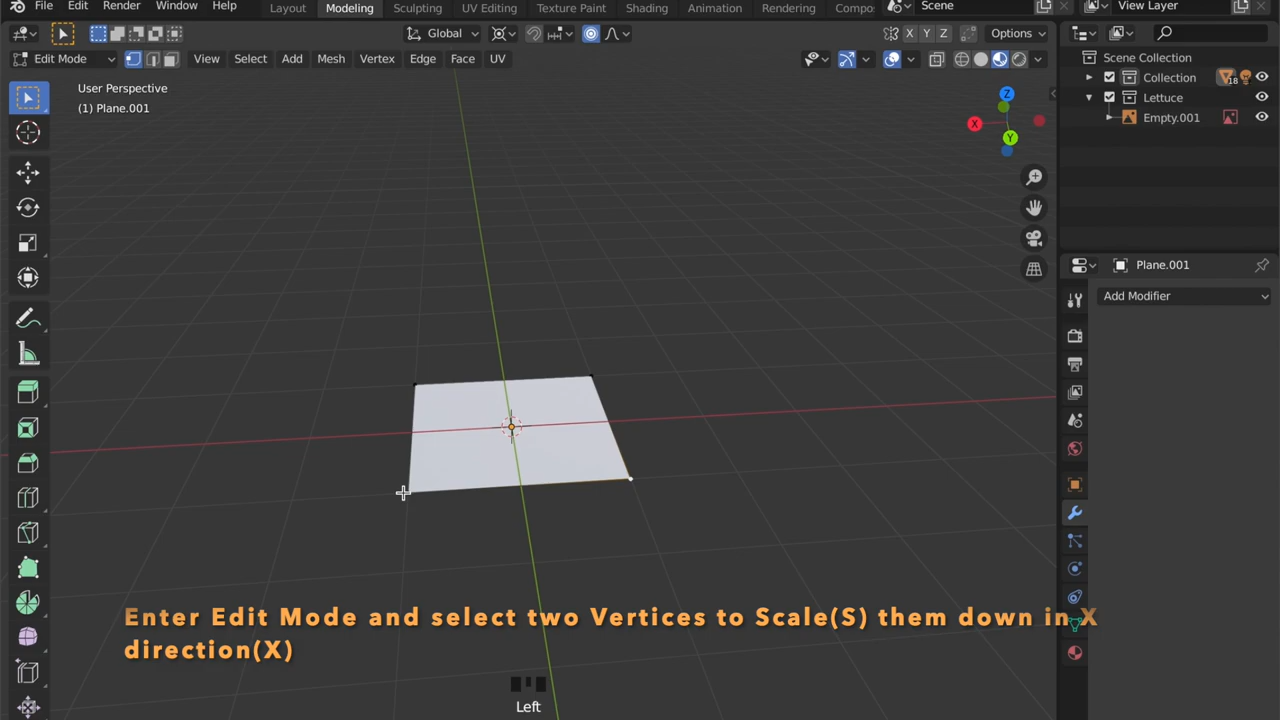 File Edit Render Window Help Layout Modeling Sculpting UV Editing Texture Paint Shading Animation Rendering Compo Scene View Layer
Global X Y Z Options
Edit Mode View Select Add Mesh Vertex Edge Face UV
User Perspective
(1) Plane.001
Z
X
Y
Scene Collection
Collection 18
Lettuce
Empty.001
Plane.001
Add Modifier
Enter Edit Mode and select two Vertices to Scale(S) them down in X
direction(X)
Left